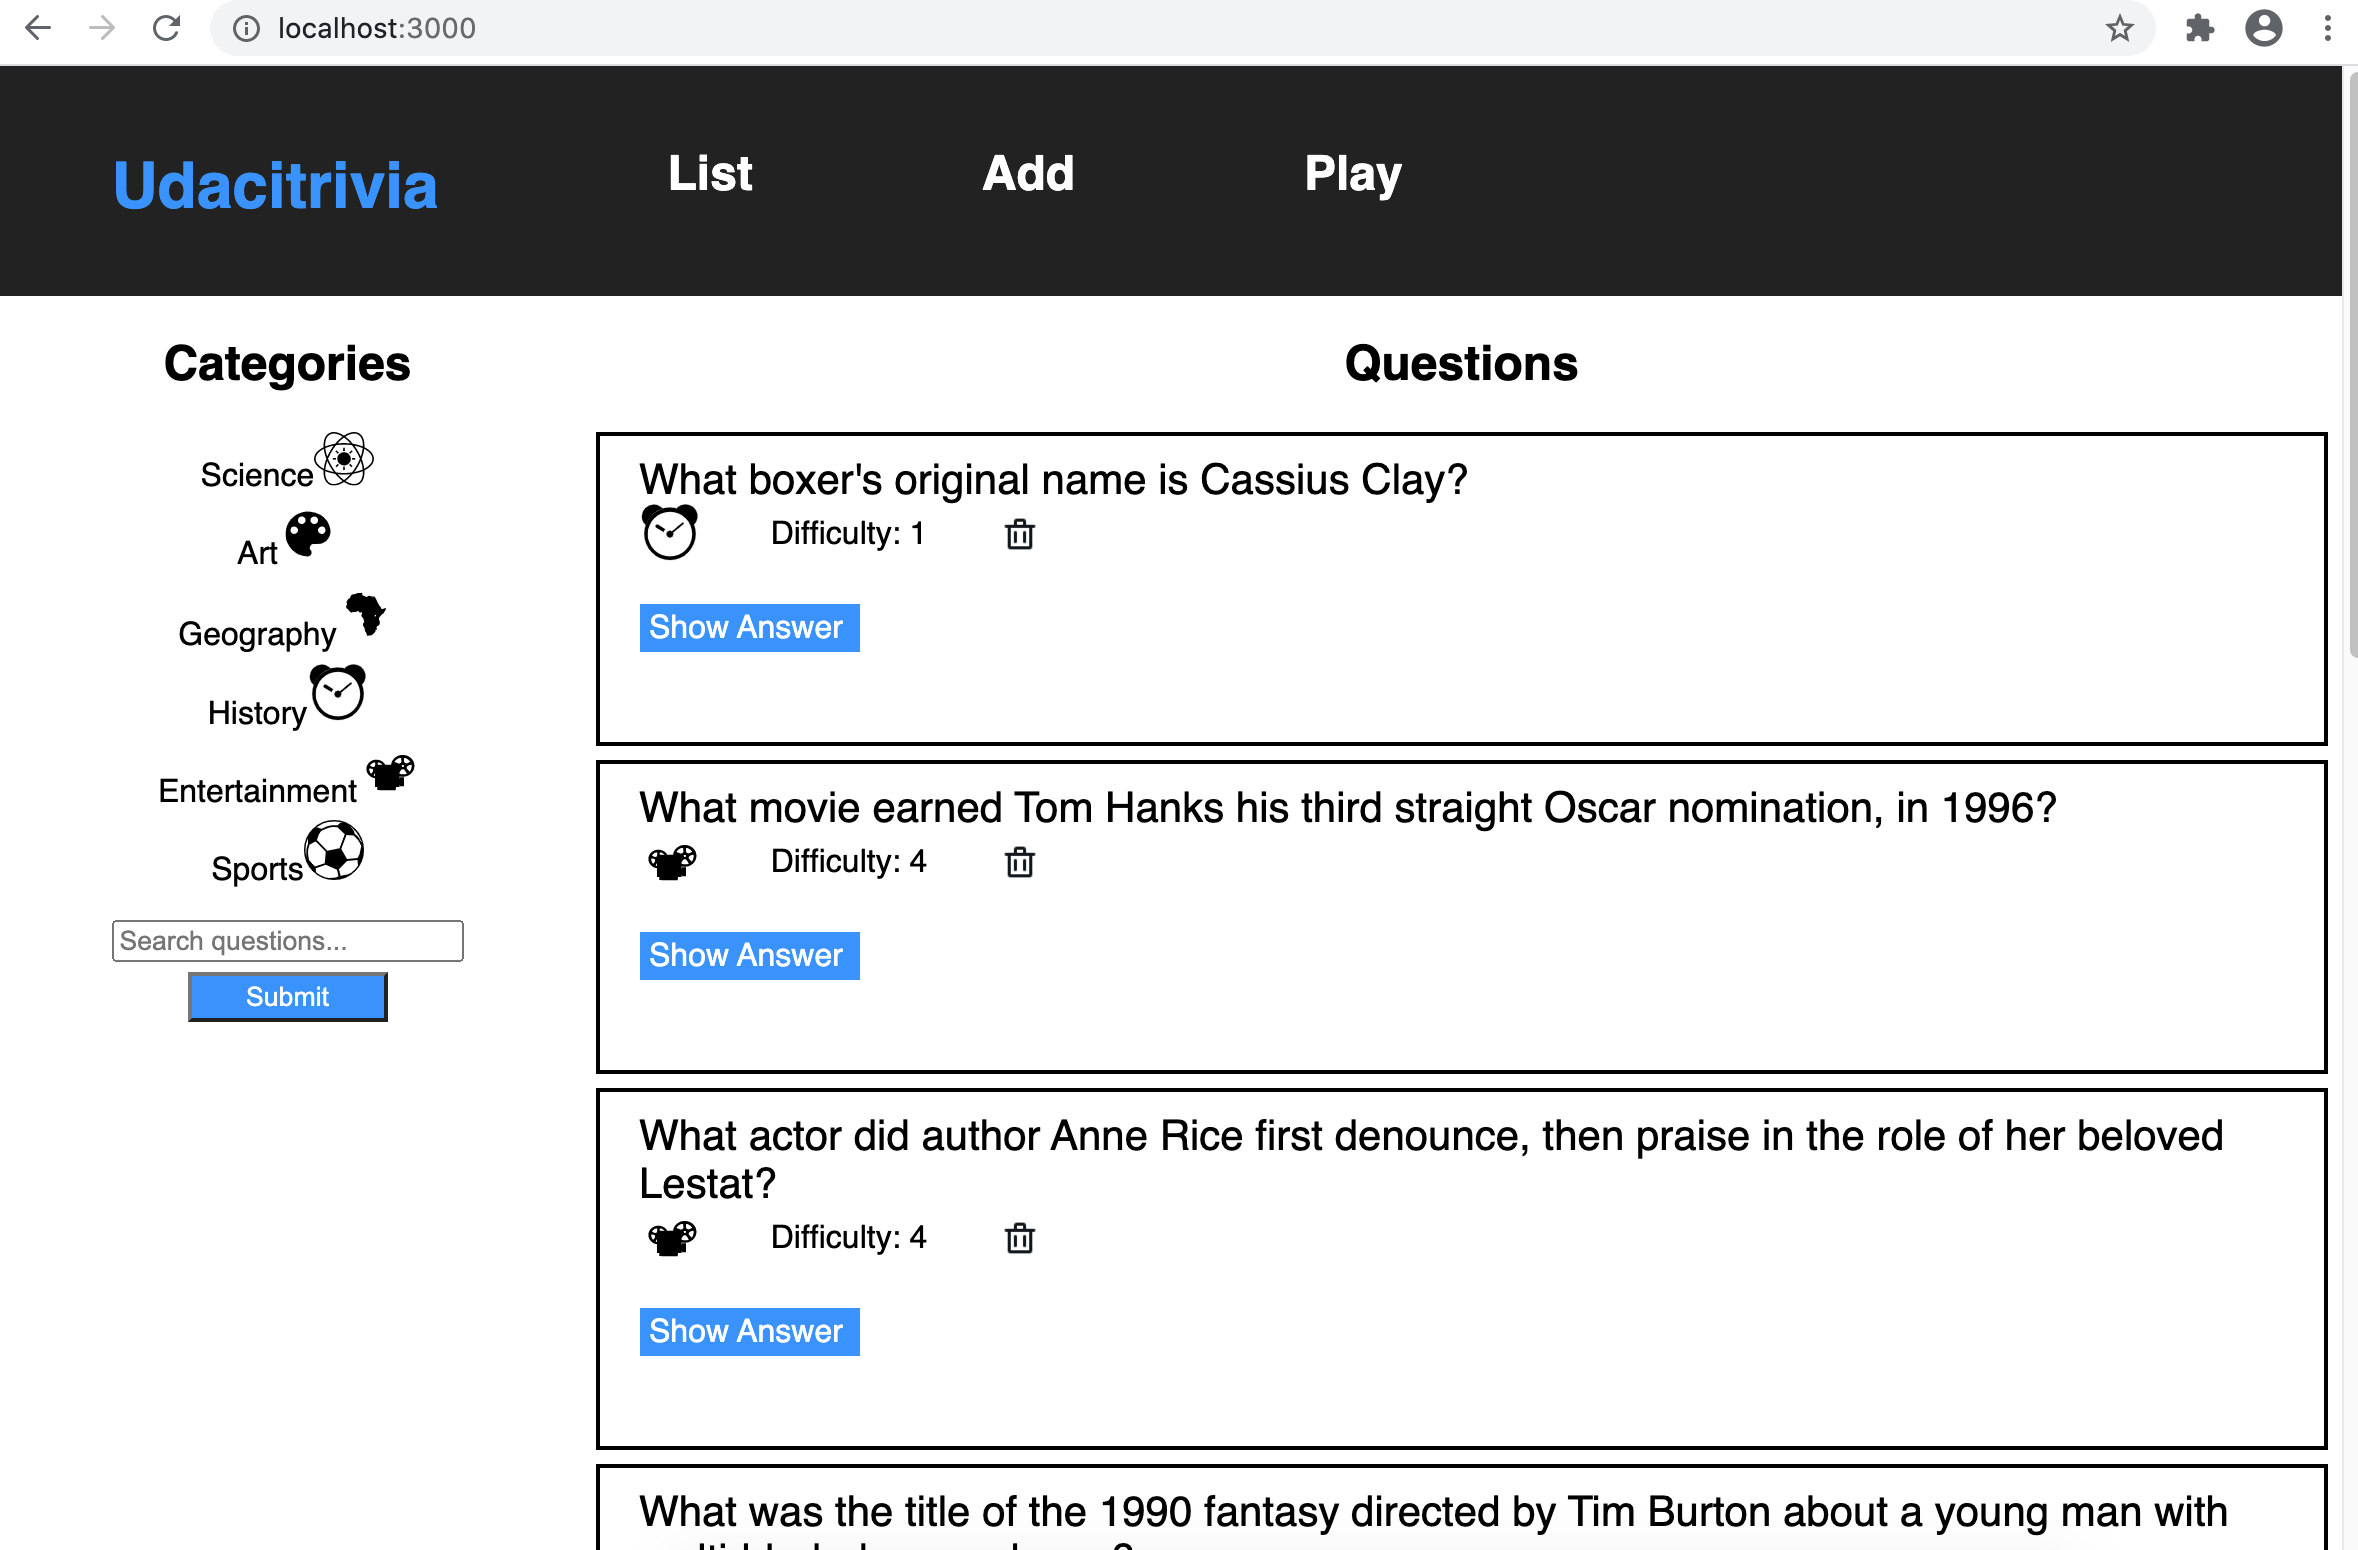 localhost:3000
Udacitrivia
List
Add
Play
Categories
Science
Art
Geography
History
Entertainment
Sports
Search questions...
Submit
Questions
What boxer's original name is Cassius Clay?
Difficulty: 1
Show Answer
What movie earned Tom Hanks his third straight Oscar nomination, in 1996?
Difficulty: 4
Show Answer
What actor did author Anne Rice first denounce, then praise in the role of her beloved
Lestat?
Difficulty: 4
Show Answer
What was the title of the 1990 fantasy directed by Tim Burton about a young man with